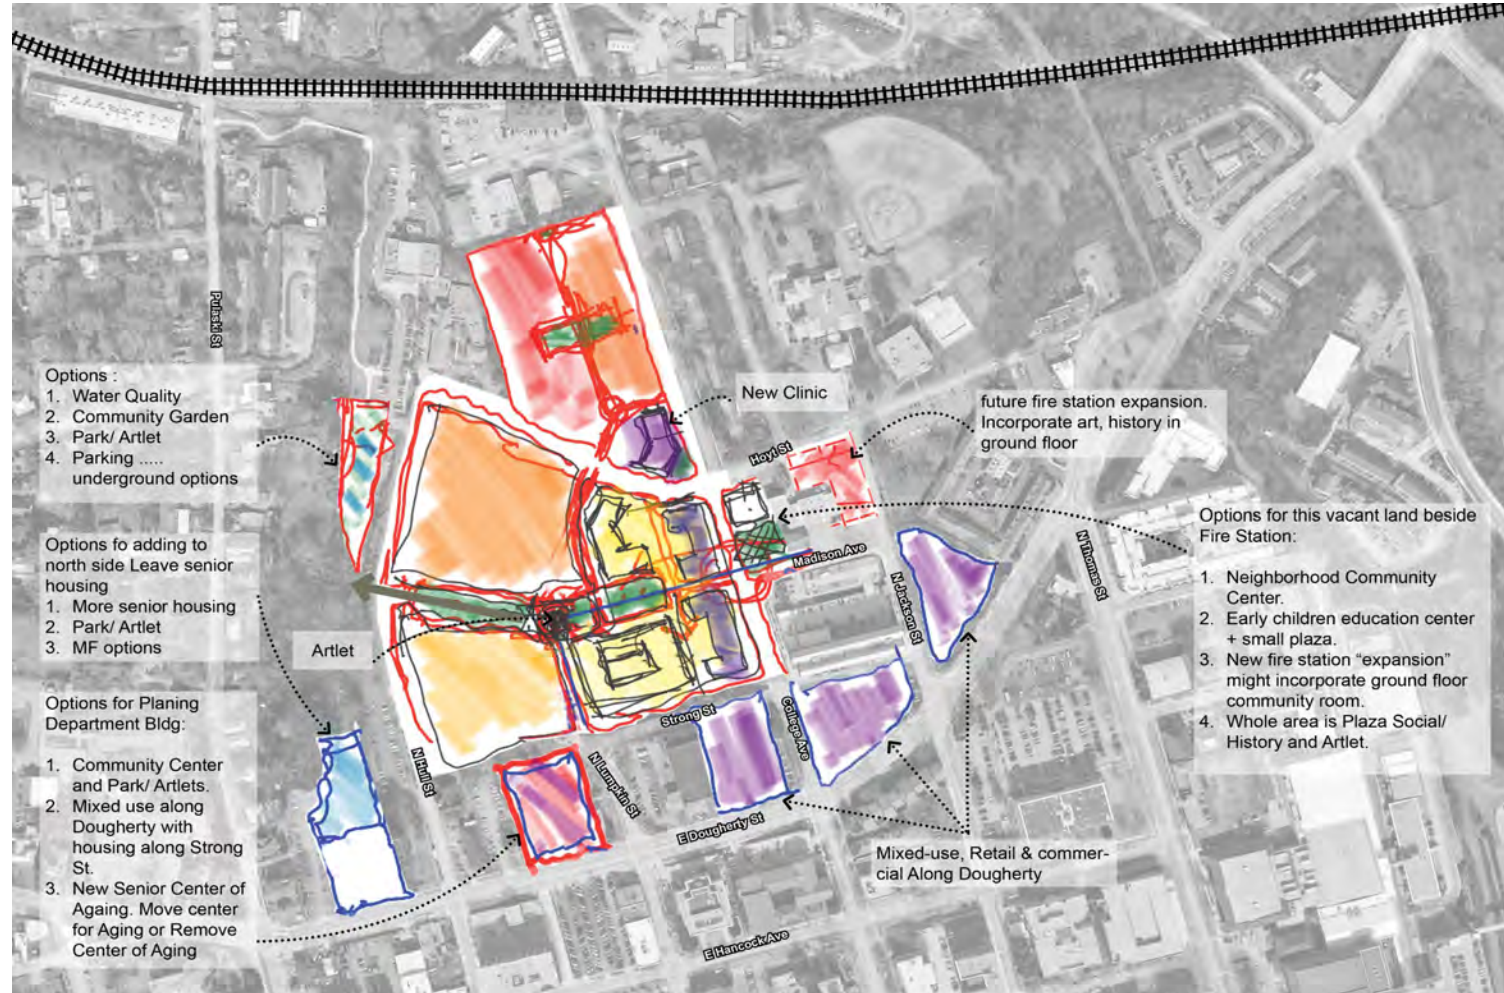 Pulaski St
Options :
1. Water Quality
2. Community Garden
3. Park/ Artlet
4. Parking .....
underground options
New Clinic
future fire station expansion.
Incorporate art, history in
ground floor
Hoyt St
Options for this vacant land beside
Fire Station:
1. Neighborhood Community
Center.
2. Early children education center
+ small plaza.
3. New fire station “expansion”
might incorporate ground floor
community room.
4. Whole area is Plaza Social/
History and Artlet.
Madison Ave
N Thomas St
N Jackson St
Options fo adding to
north side Leave senior
housing
1. More senior housing
2. Park/ Artlet
3. MF options
Artlet
Options for Planing
Department Bldg:
1. Community Center
and Park/ Artlets.
2. Mixed use along
Dougherty with
housing along Strong
St.
3. New Senior Center of
Againg. Move center
for Aging or Remove
Center of Aging
Strong St
College Ave
N Hull St
N Lumpkin St
E Dougherty St
Mixed-use, Retail & commer-
cial Along Dougherty
E Hancock Ave